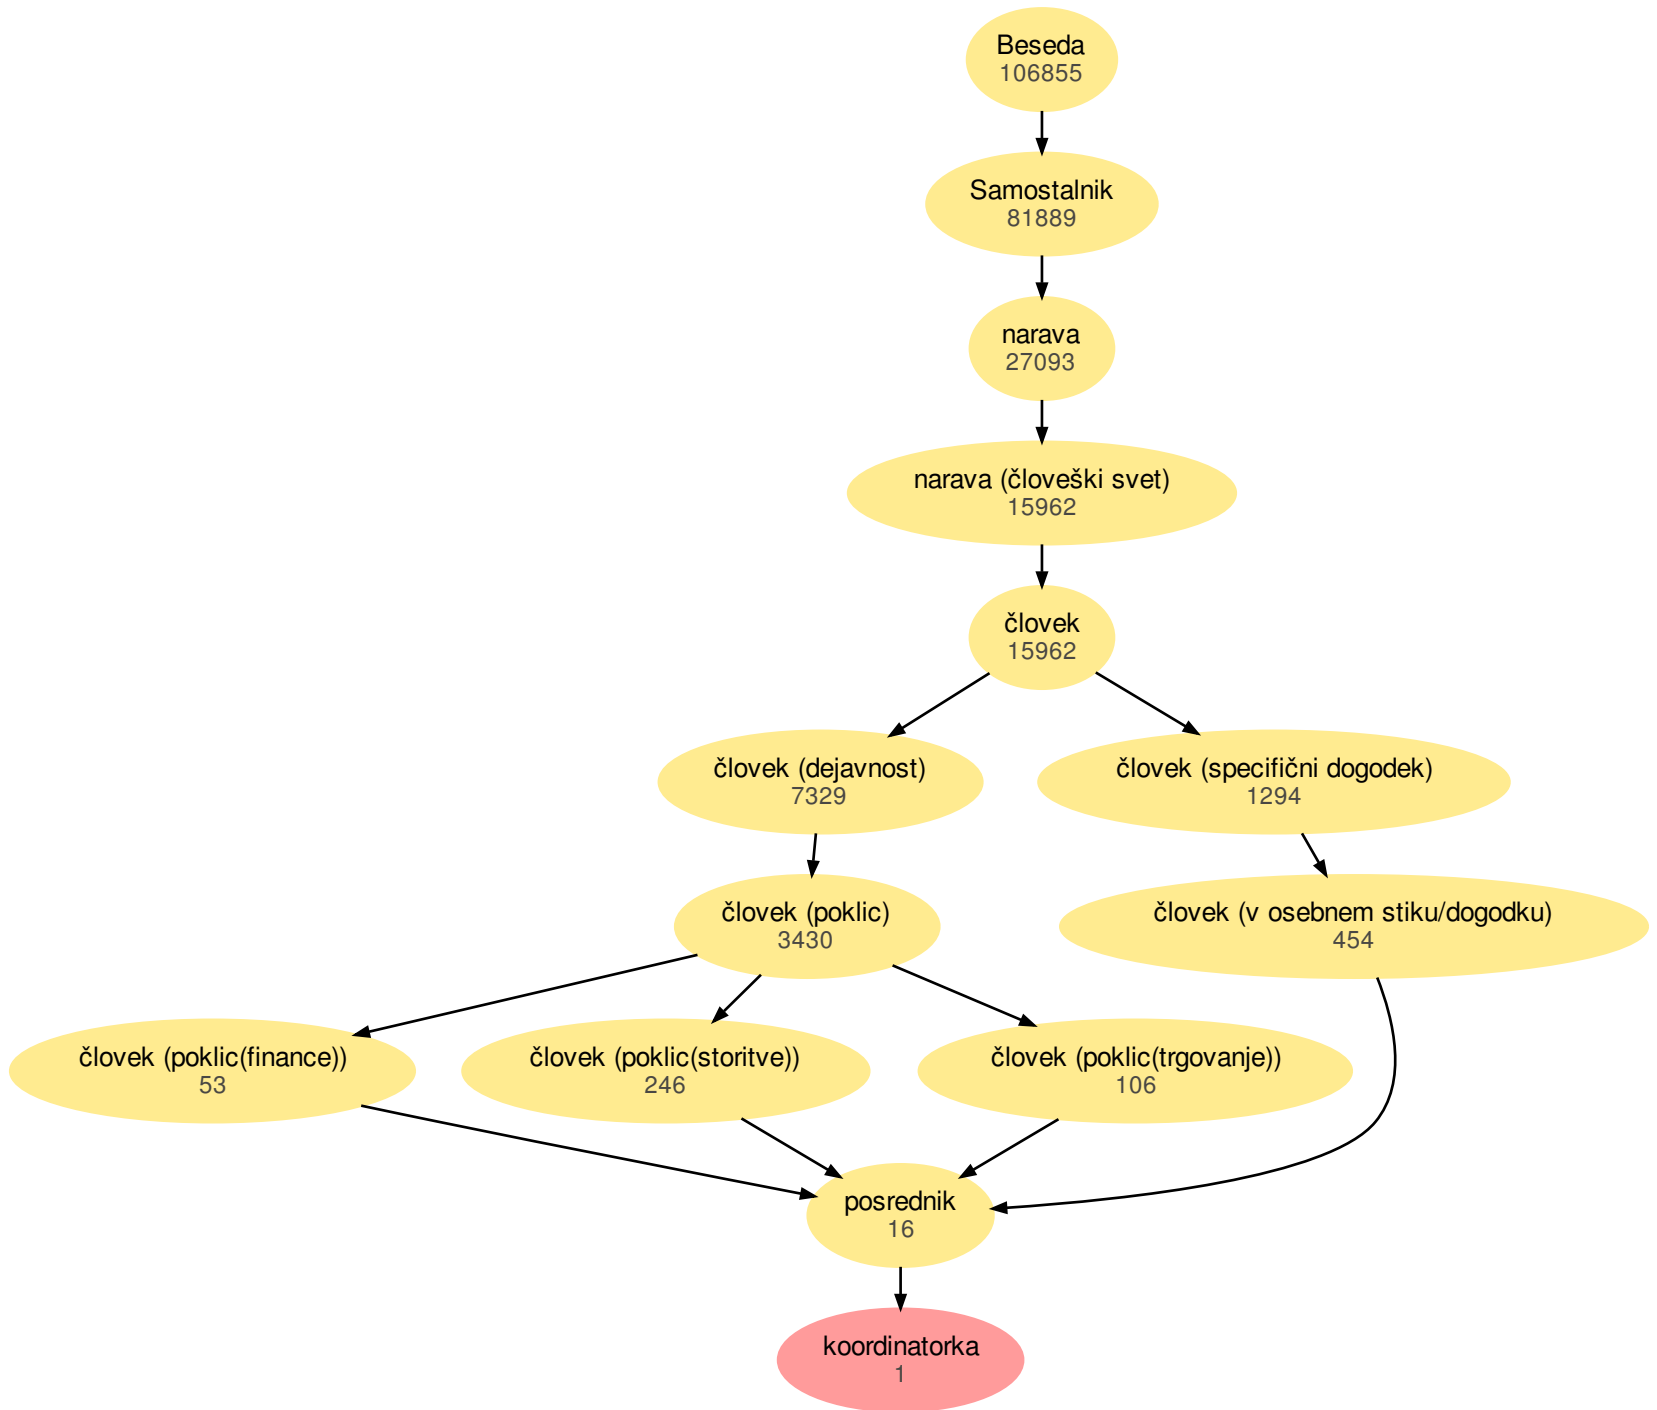 Beseda
106855
Samostalnik
81889
narava
27093
narava (človeški svet)
15962
človek
15962
človek (dejavnost)
7329
človek (specifični dogodek)
1294
človek (poklic)
3430
človek (v osebnem stiku/dogodku)
454
človek (poklic(finance))
53
človek (poklic(storitve))
246
človek (poklic(trgovanje))
106
posrednik
16
koordinatorka
1